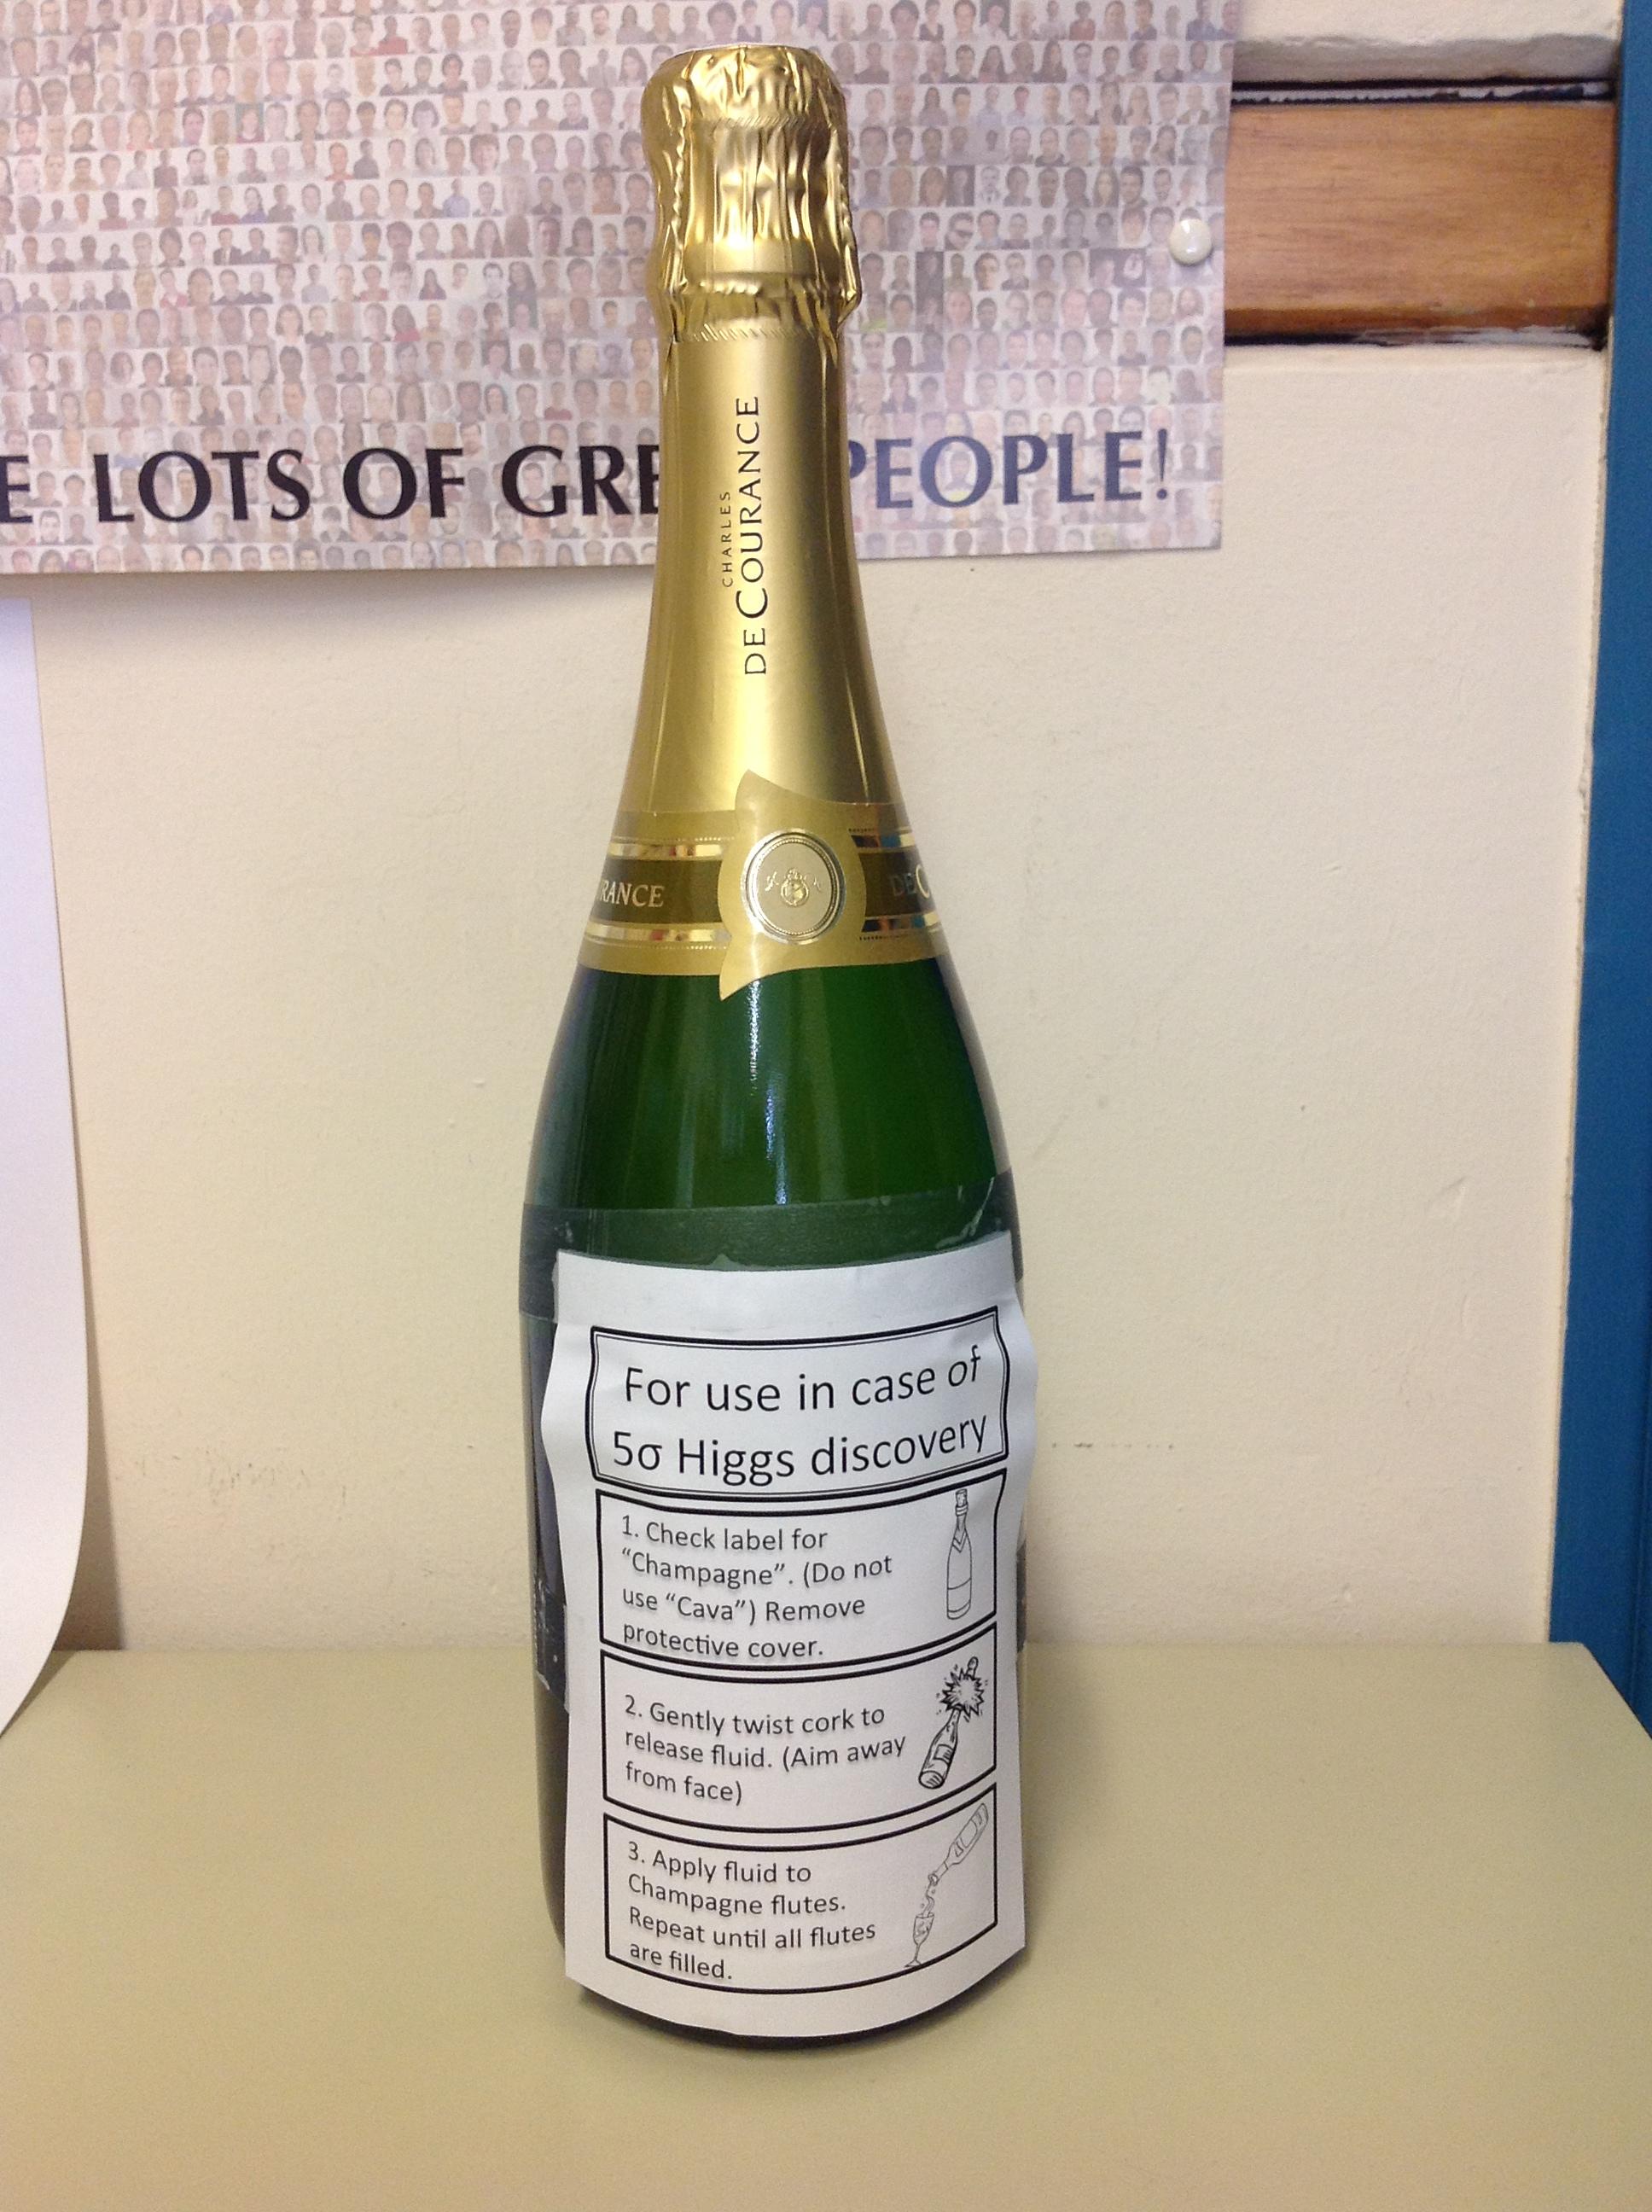 E LOTS OF GRE PEOPLE!
CHARLES
DE COURANCE
RANCE
DE C
For use in case of
5σ Higgs discovery
1. Check label for
“Champagne”. (Do not
use “Cava”) Remove
protective cover.
2. Gently twist cork to
release fluid. (Aim away
from face)
3. Apply fluid to
Champagne flutes.
Repeat until all flutes
are filled.